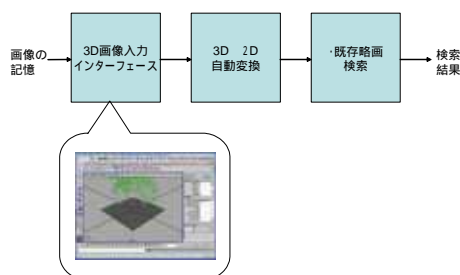 画像の
記憶
3D画像入力
インターフェース
3D 2D
自動変換
・既存略画
検索
検索
結果